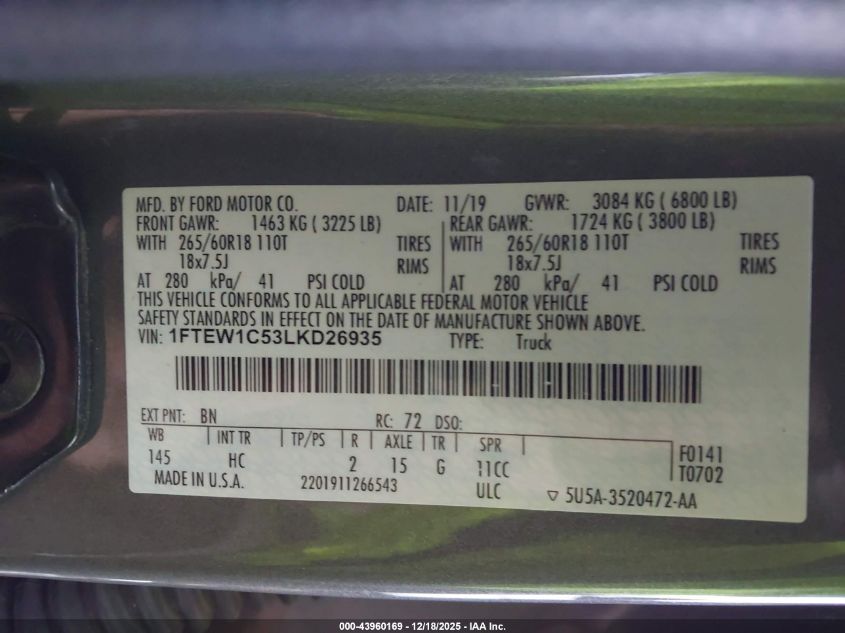 MFD. BY FORD MOTOR CO. DATE: 11/19 GVWR: 3084 KG ( 6800 LB)
FRONT GAWR: 1463 KG ( 3225 LB) REAR GAWR: 1724 KG ( 3800 LB)
WITH 265/60R18 110T TIRES WITH 265/60R18 110T TIRES
18x7.5J RIMS 18x7.5J RIMS
AT 280 kPa/ 41 PSI COLD AT 280 kPa/ 41 PSI COLD
THIS VEHICLE CONFORMS TO ALL APPLICABLE FEDERAL MOTOR VEHICLE
SAFETY STANDARDS IN EFFECT ON THE DATE OF MANUFACTURE SHOWN ABOVE.
VIN: 1FTEW1C53LKD26935 TYPE: Truck
EXT PNT: BN RC: 72 DSO:
WB INT TR TP/PS R AXLE TR SPR F0141
145 HC 2 15 G 11CC T0702
MADE IN U.S.A. 2201911266543 ULC ▽ 5U5A-3520472-AA
000-43960169 - 12/18/2025 - IAA Inc.